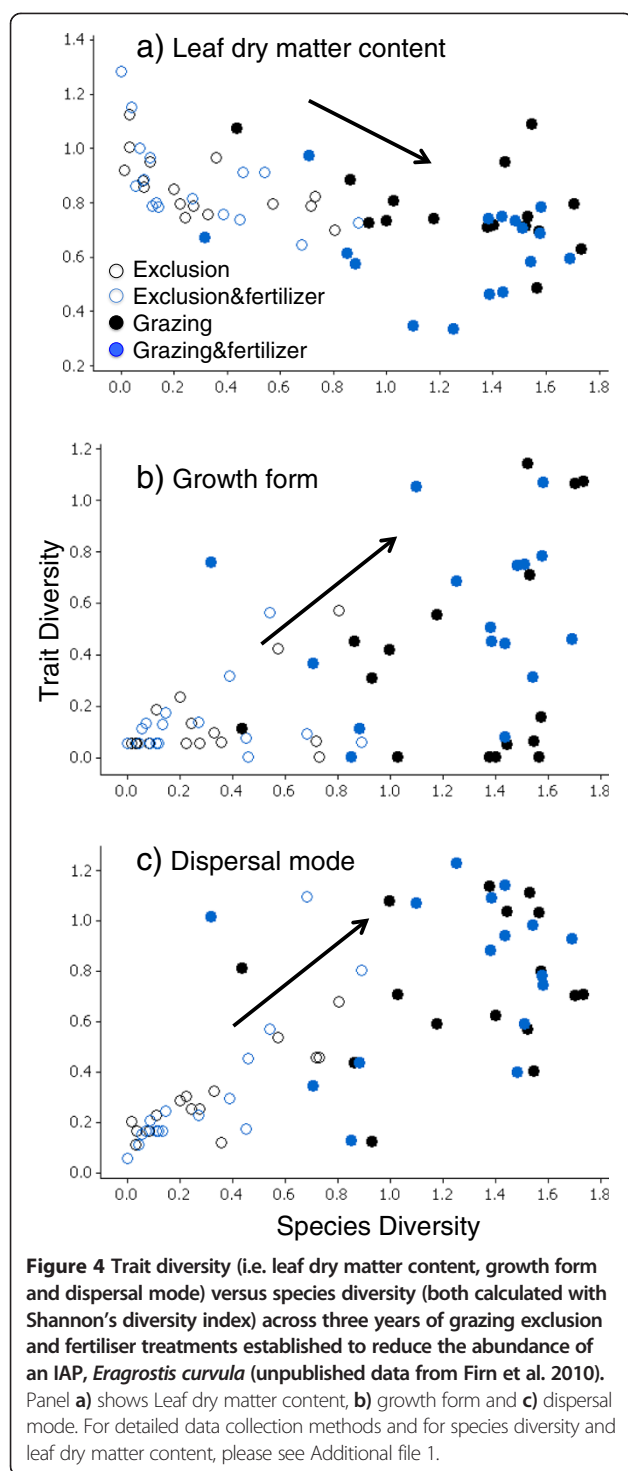 a) Leaf dry matter content
1.4
1.2
1.0
0.8
0.6
0.4
0.2
Exclusion
Exclusion&fertilizer
Grazing
Grazing&fertilizer
0.0 0.2 0.4 0.6 0.8 1.0 1.2 1.4 1.6 1.8
b) Growth form
1.2
1.0
0.8
0.6
0.4
0.2
0.0
0.0 0.2 0.4 0.6 0.8 1.0 1.2 1.4 1.6 1.8
Trait Diversity
c) Dispersal mode
1.2
1.0
0.8
0.6
0.4
0.2
0.0
0.0 0.2 0.4 0.6 0.8 1.0 1.2 1.4 1.6 1.8
Species Diversity
Figure 4 Trait diversity (i.e. leaf dry matter content, growth form
and dispersal mode) versus species diversity (both calculated with
Shannon's diversity index) across three years of grazing exclusion
and fertiliser treatments established to reduce the abundance of
an IAP, Eragrostis curvula (unpublished data from Firn et al. 2010).
Panel a) shows Leaf dry matter content, b) growth form and c) dispersal
mode. For detailed data collection methods and for species diversity and
leaf dry matter content, please see Additional file 1.